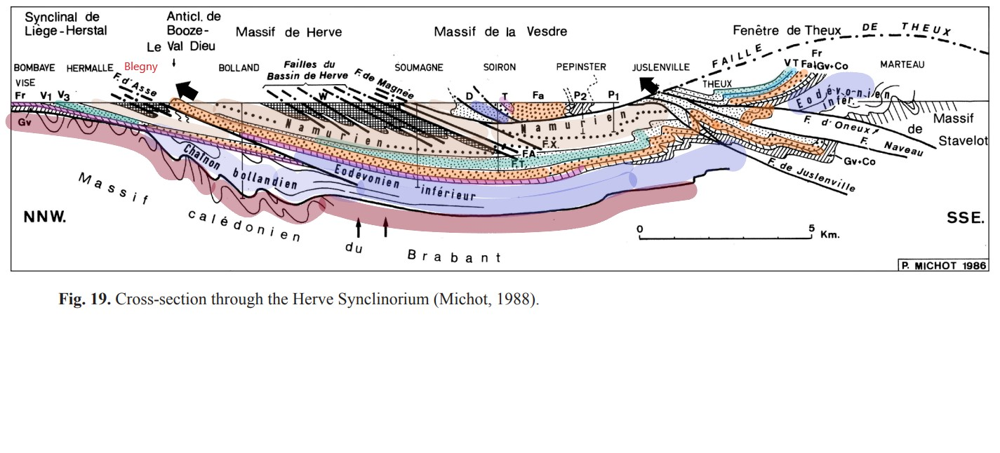 Synclinal de
Liège-Herstal
Anticl. de
Booze-
Le Val Dieu
Massif de Herve
Massif de la Vesdre
Fenêtre de Theux
FAILLE DE THEUX
BOMBAYE HERMALLE Blegny BOLLAND SOUMAGNE SOIRON PEPINSTER JUSLENVILLE MARTEAU
VISE
F. d'Asse
Failles du
Bassin de Herve
F. de Magnée
THEUX
Fr V1 V3
W
D T Fa P2 P1
V T Fa Fr Gv+Co
Gv
Namurien
Namurien
Eodévonien
infér.
F.X.
FA
FT
F. d'Oneux
F. Naveau
Gv+Co
F. de Juslenville
Massif
de
Stavelot
Chaînon bollandien
Eodévonien inférieur
Massif calédonien du Brabant
NNW.
SSE.
0 5 Km.
P. MICHOT 1986
Fig. 19. Cross-section through the Herve Synclinorium (Michot, 1988).